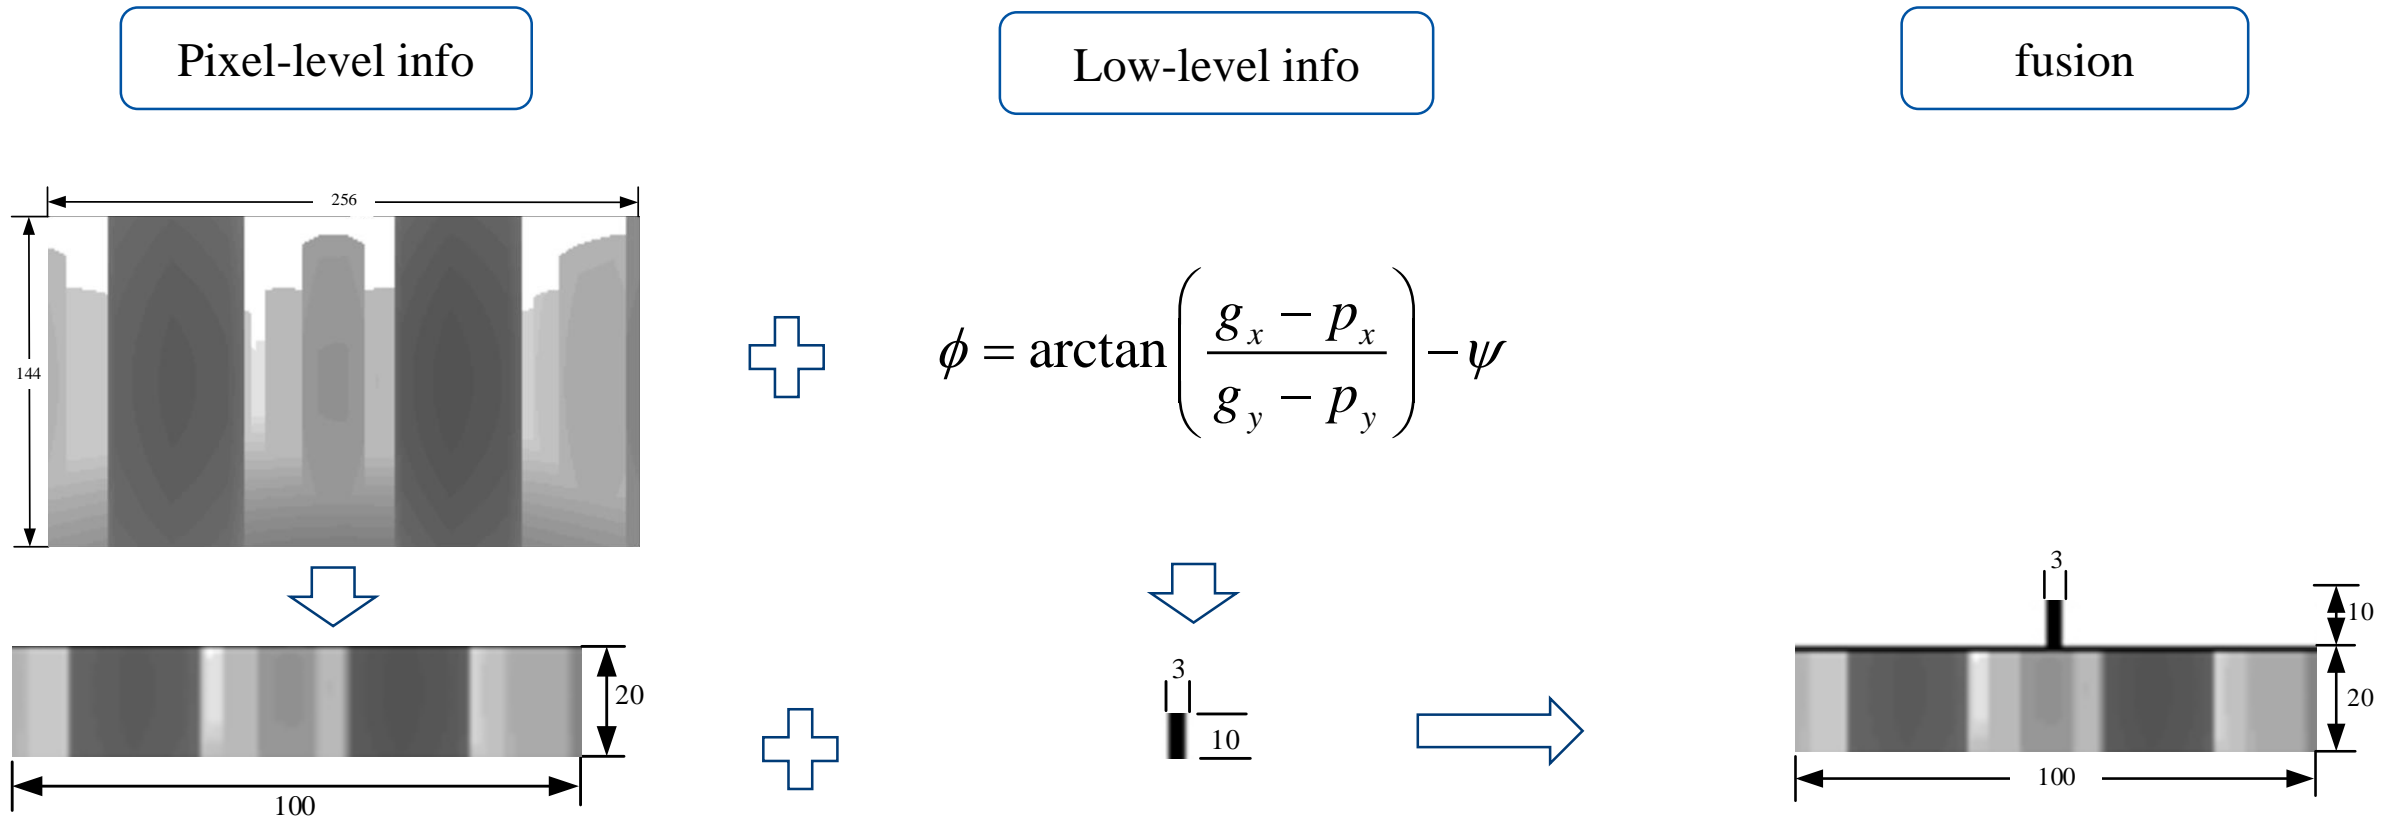 Pixel-level info
Low-level info
fusion
256
144
ϕ = arctan ( (g_x − p_x) / (g_y − p_y) ) − ψ
20
100
3
10
3
10
20
100